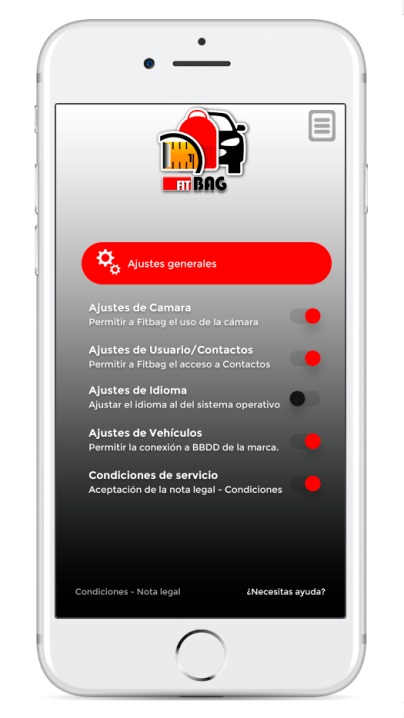 FIT BAG
Ajustes generales
Ajustes de Camara
Permitir a Fitbag el uso de la cámara
Ajustes de Usuario/Contactos
Permitir a Fitbag el acceso a Contactos
Ajustes de Idioma
Ajustar el idioma al del sistema operativo
Ajustes de Vehículos
Permitir la conexión a BBDD de la marca.
Condiciones de servicio
Aceptación de la nota legal - Condiciones
Condiciones - Nota legal
¿Necesitas ayuda?